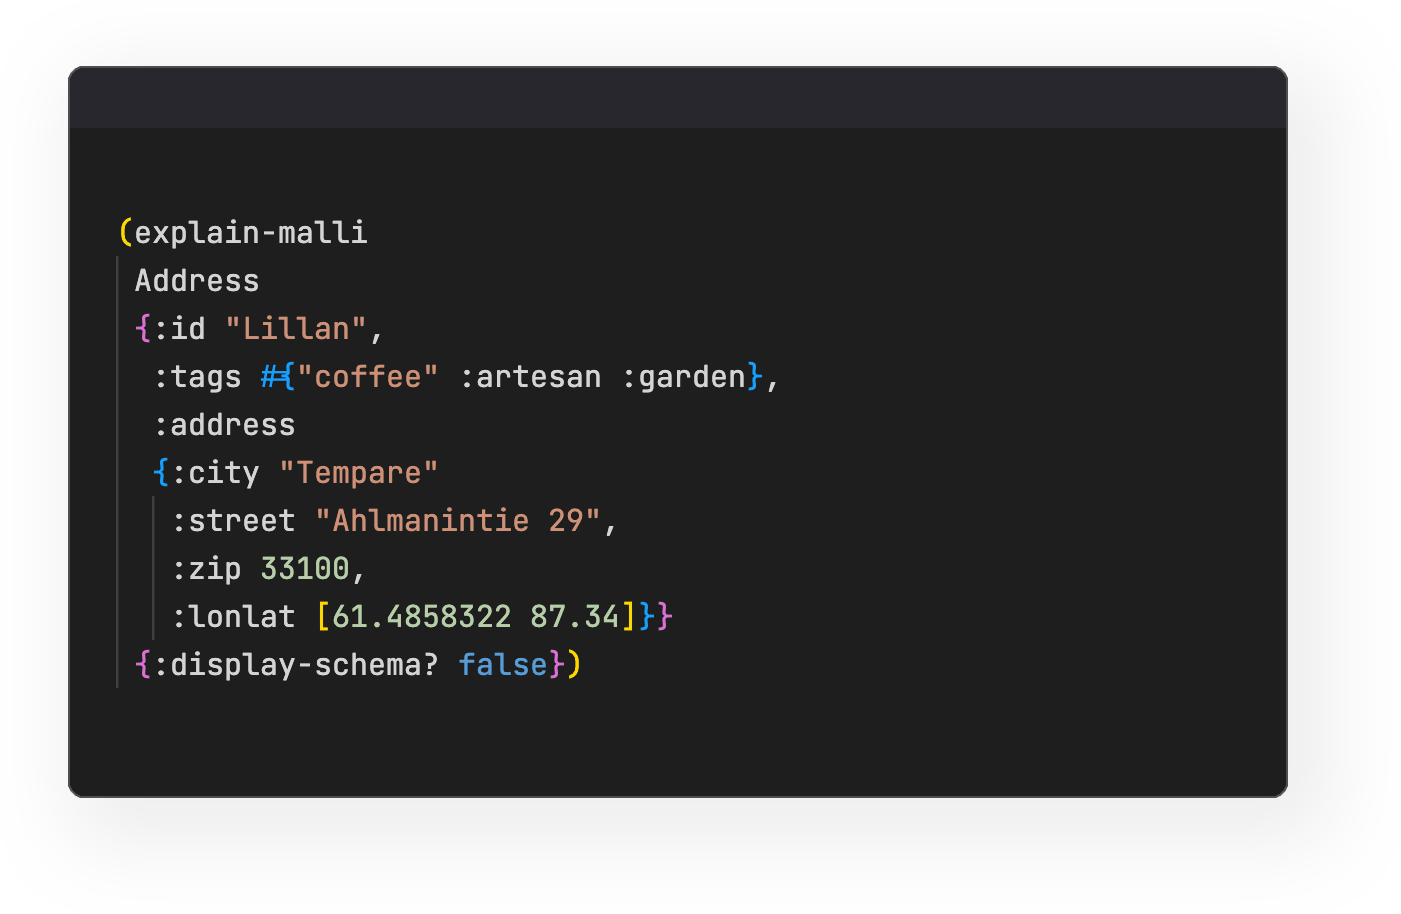 (explain-malli
Address
{:id "Lillan",
:tags #{"coffee" :artesan :garden},
:address
{:city "Tempare"
:street "Ahlmanintie 29",
:zip 33100,
:lonlat [61.4858322 87.34]}}
{:display-schema? false})